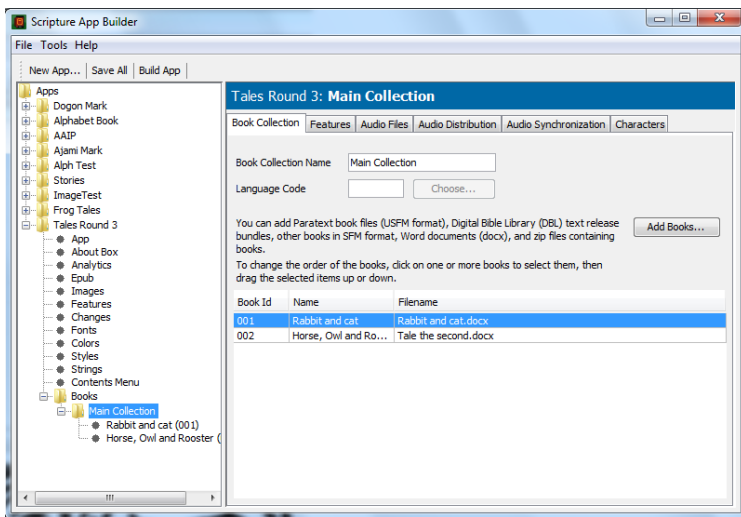 Scripture App Builder
File Tools Help
New App... Save All Build App
Apps
Dogon Mark
Alphabet Book
AAIP
Ajami Mark
Alph Test
Stories
ImageTest
Frog Tales
Tales Round 3
App
About Box
Analytics
Epub
Images
Features
Changes
Fonts
Colors
Styles
Strings
Contents Menu
Books
Main Collection
Rabbit and cat (001)
Horse, Owl and Rooster (
Tales Round 3: Main Collection
Book Collection Features Audio Files Audio Distribution Audio Synchronization Characters
Book Collection Name Main Collection
Language Code Choose...
You can add Paratext book files (USFM format), Digital Bible Library (DBL) text release
bundles, other books in SFM format, Word documents (docx), and zip files containing
books.
Add Books...
To change the order of the books, click on one or more books to select them, then
drag the selected items up or down.
Book Id Name Filename
001 Rabbit and cat Rabbit and cat.docx
002 Horse, Owl and Ro... Tale the second.docx